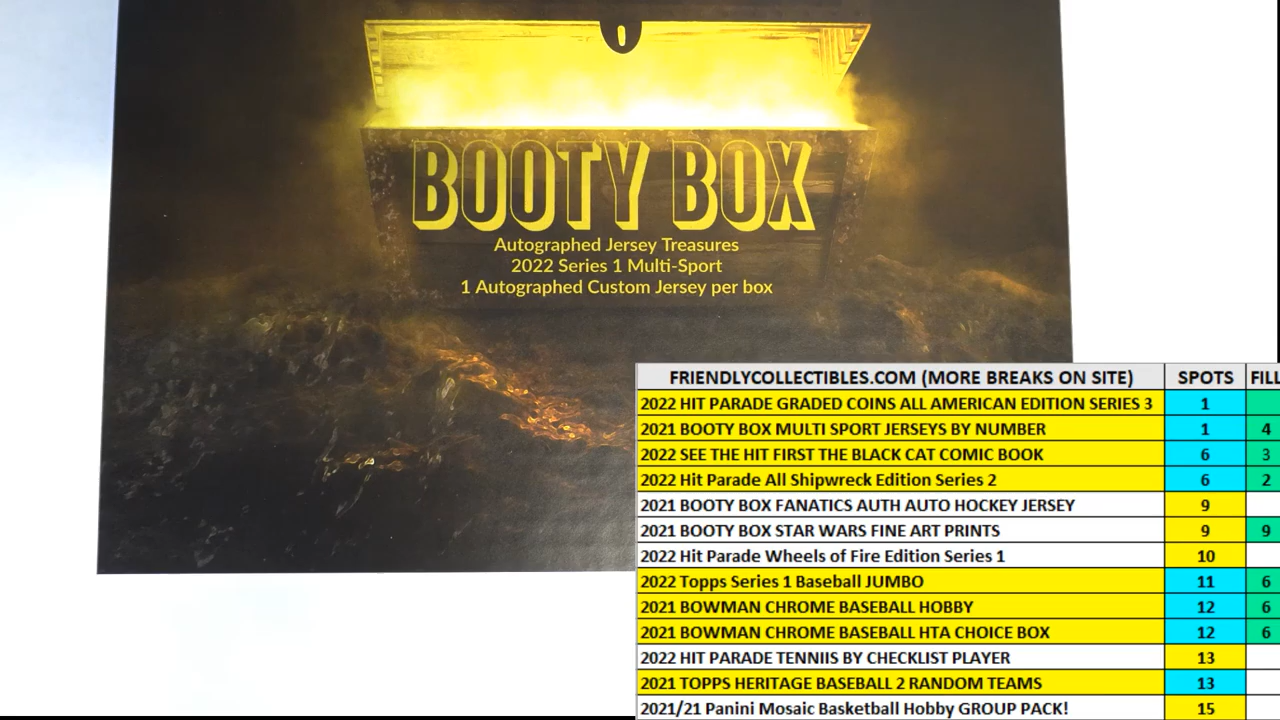 BOOTY BOX
Autographed Jersey Treasures
2022 Series 1 Multi-Sport
1 Autographed Custom Jersey per box
FRIENDLYCOLLECTIBLES.COM (MORE BREAKS ON SITE) SPOTS FILL
2022 HIT PARADE GRADED COINS ALL AMERICAN EDITION SERIES 3 1
2021 BOOTY BOX MULTI SPORT JERSEYS BY NUMBER 1 4
2022 SEE THE HIT FIRST THE BLACK CAT COMIC BOOK 6 3
2022 Hit Parade All Shipwreck Edition Series 2 6 2
2021 BOOTY BOX FANATICS AUTH AUTO HOCKEY JERSEY 9
2021 BOOTY BOX STAR WARS FINE ART PRINTS 9 9
2022 Hit Parade Wheels of Fire Edition Series 1 10
2022 Topps Series 1 Baseball JUMBO 11 6
2021 BOWMAN CHROME BASEBALL HOBBY 12 6
2021 BOWMAN CHROME BASEBALL HTA CHOICE BOX 12 6
2022 HIT PARADE TENNIIS BY CHECKLIST PLAYER 13
2021 TOPPS HERITAGE BASEBALL 2 RANDOM TEAMS 13
2021/21 Panini Mosaic Basketball Hobby GROUP PACK! 15